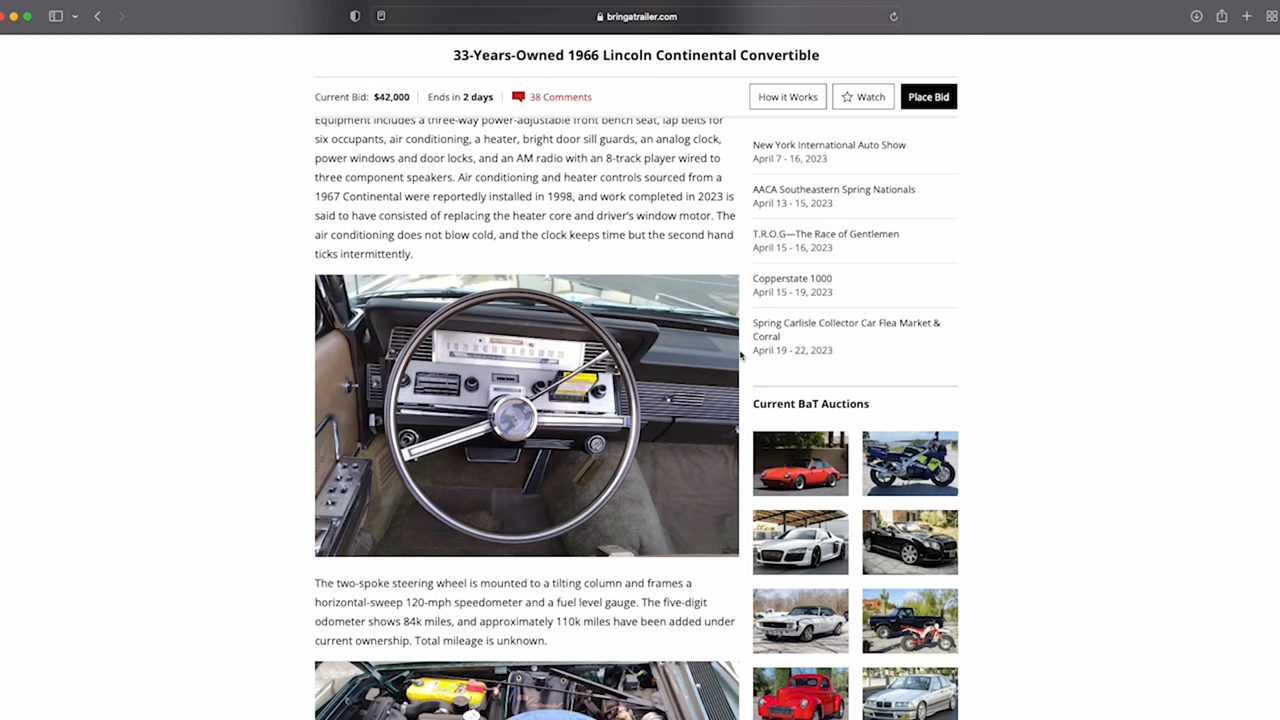 bringatrailer.com
33-Years-Owned 1966 Lincoln Continental Convertible
Current Bid: $42,000 Ends in 2 days 38 Comments How it Works Watch Place Bid
Equipment includes a three-way power-adjustable front bench seat, lap belts for
six occupants, air conditioning, a heater, bright door sill guards, an analog clock,
power windows and door locks, and an AM radio with an 8-track player wired to
three component speakers. Air conditioning and heater controls sourced from a
1967 Continental were reportedly installed in 1998, and work completed in 2023 is
said to have consisted of replacing the heater core and driver's window motor. The
air conditioning does not blow cold, and the clock keeps time but the second hand
ticks intermittently.
The two-spoke steering wheel is mounted to a tilting column and frames a
horizontal-sweep 120-mph speedometer and a fuel level gauge. The five-digit
odometer shows 84k miles, and approximately 110k miles have been added under
current ownership. Total mileage is unknown.
New York International Auto Show
April 7 - 16, 2023
AACA Southeastern Spring Nationals
April 13 - 15, 2023
T.R.O.G—The Race of Gentlemen
April 15 - 16, 2023
Copperstate 1000
April 15 - 19, 2023
Spring Carlisle Collector Car Flea Market &
Corral
April 19 - 22, 2023
Current BaT Auctions